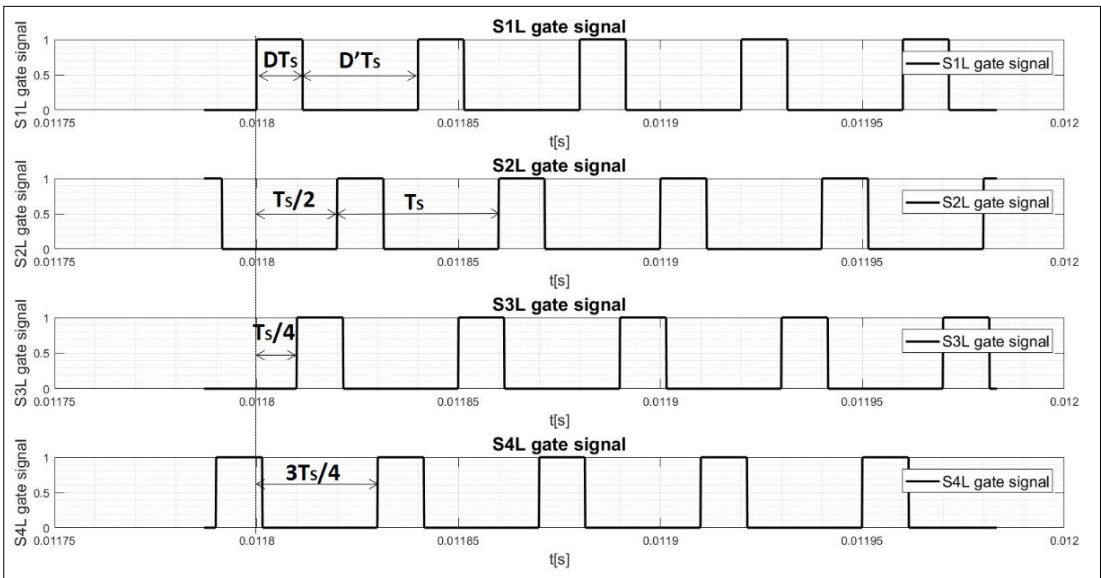 S1L gate signal
S1L gate signal
1
0.5
0
DTs
D'Ts
S1L gate signal
0.01175
0.0118
0.01185
0.0119
0.01195
0.012
t[s]
S2L gate signal
S2L gate signal
1
0.5
0
Ts/2
Ts
S2L gate signal
0.01175
0.0118
0.01185
0.0119
0.01195
0.012
t[s]
S3L gate signal
S3L gate signal
1
0.5
0
Ts/4
S3L gate signal
0.01175
0.0118
0.01185
0.0119
0.01195
0.012
t[s]
S4L gate signal
S4L gate signal
1
0.5
0
3Ts/4
S4L gate signal
0.01175
0.0118
0.01185
0.0119
0.01195
0.012
t[s]